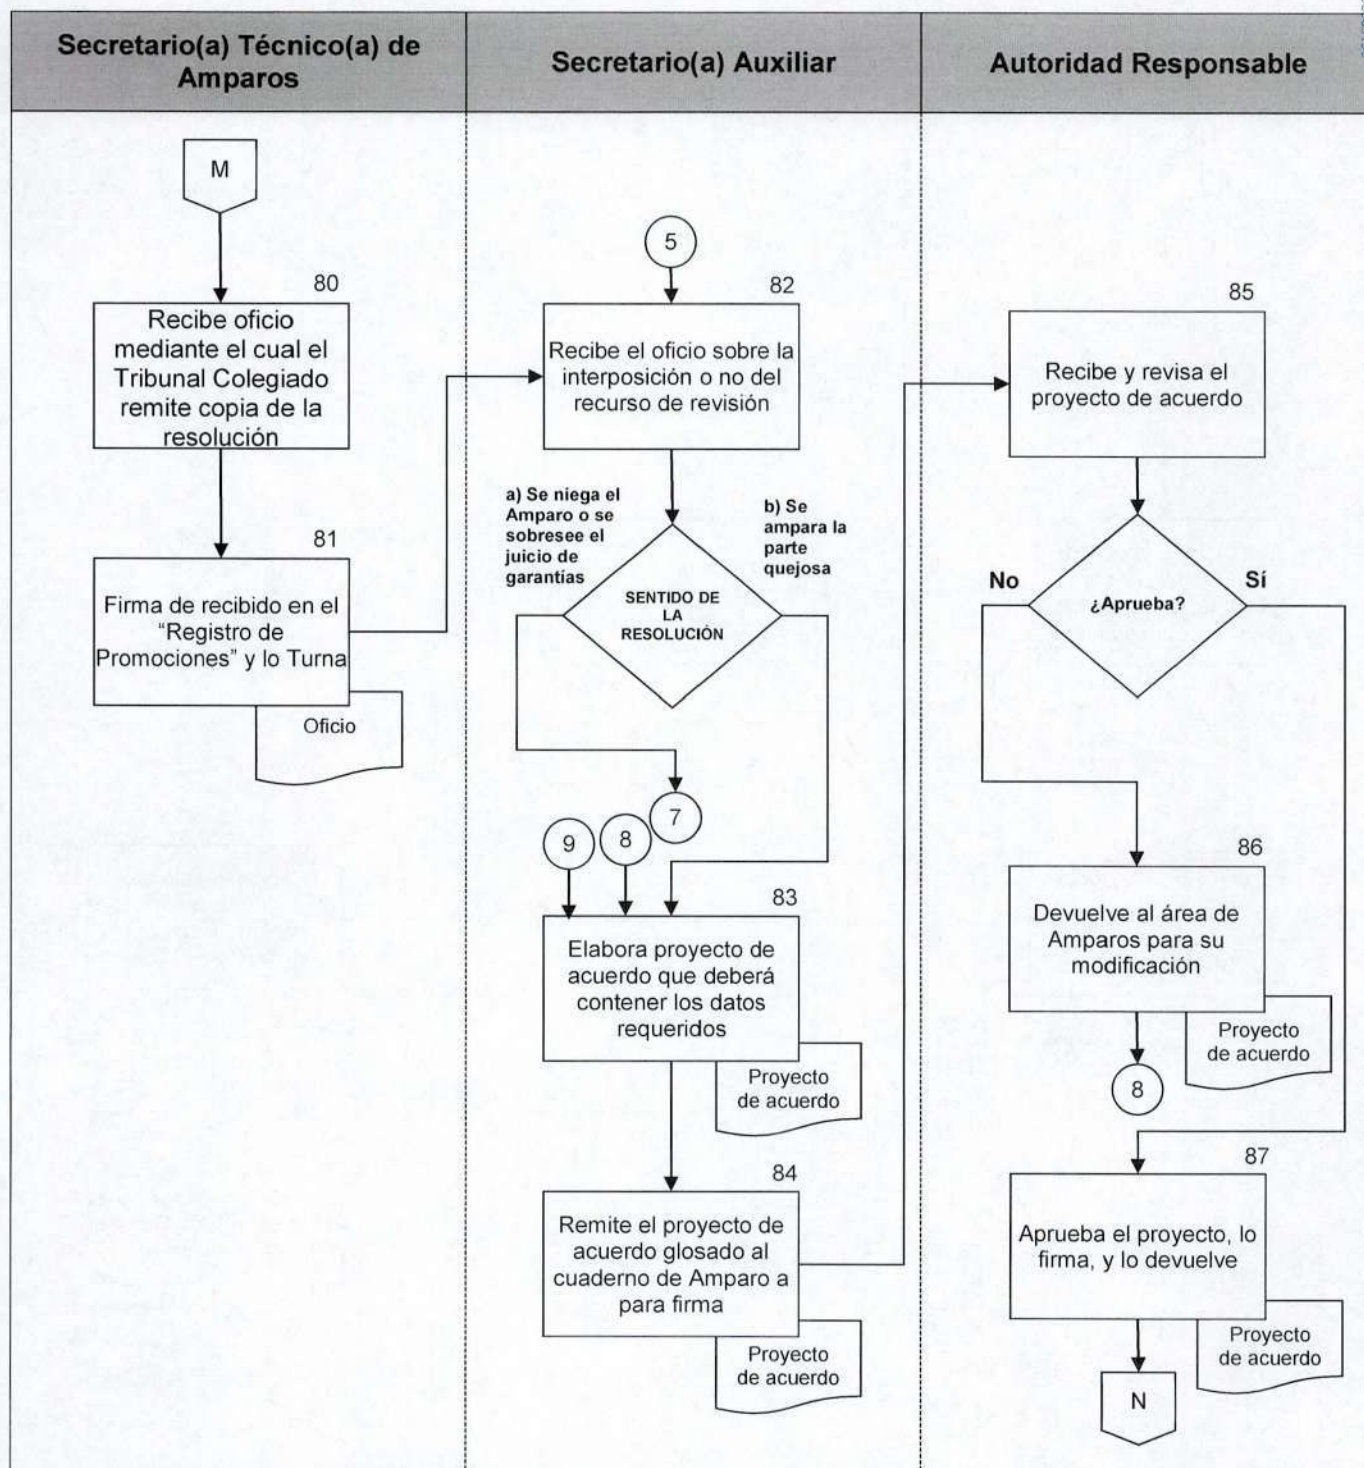 Secretario(a) Técnico(a) de
Amparos
Secretario(a) Auxiliar
Autoridad Responsable
M
80
Recibe oficio
mediante el cual el
Tribunal Colegiado
remite copia de la
resolución
81
Firma de recibido en el
“Registro de
Promociones” y lo Turna
Oficio
5
82
Recibe el oficio sobre la
interposición o no del
recurso de revisión
a) Se niega el
Amparo o se
sobresee el
juicio de
garantías
b) Se
ampara la
parte
quejosa
SENTIDO DE
LA
RESOLUCIÓN
7
8
9
83
Elabora proyecto de
acuerdo que deberá
contener los datos
requeridos
Proyecto
de acuerdo
84
Remite el proyecto de
acuerdo glosado al
cuaderno de Amparo a
para firma
Proyecto
de acuerdo
85
Recibe y revisa el
proyecto de acuerdo
¿Aprueba?
No
Sí
86
Devuelve al área de
Amparos para su
modificación
Proyecto
de acuerdo
8
87
Aprueba el proyecto, lo
firma, y lo devuelve
Proyecto
de acuerdo
N